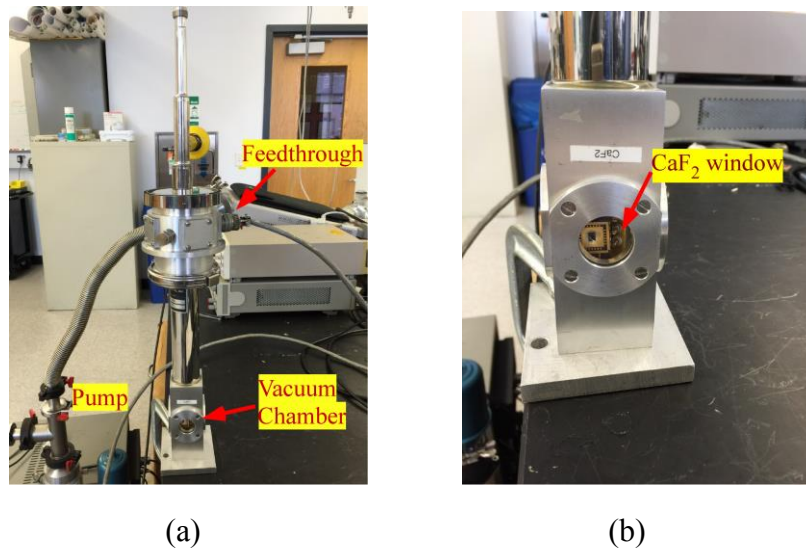 Feedthrough
Pump
Vacuum
Chamber
CaF2
CaF₂ window
(a)
(b)